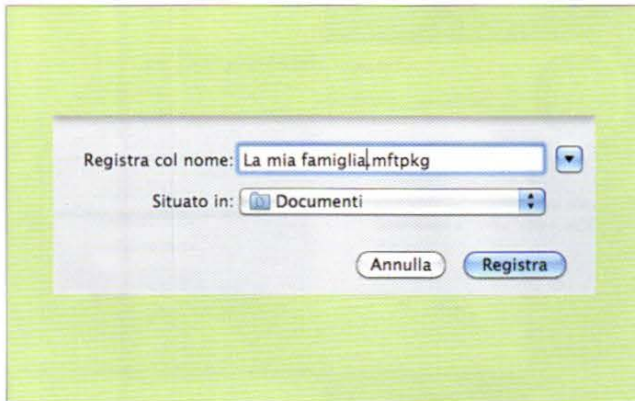 Registra col nome: La mia famiglia.mftpkg
Situato in: Documenti
Annulla Registra